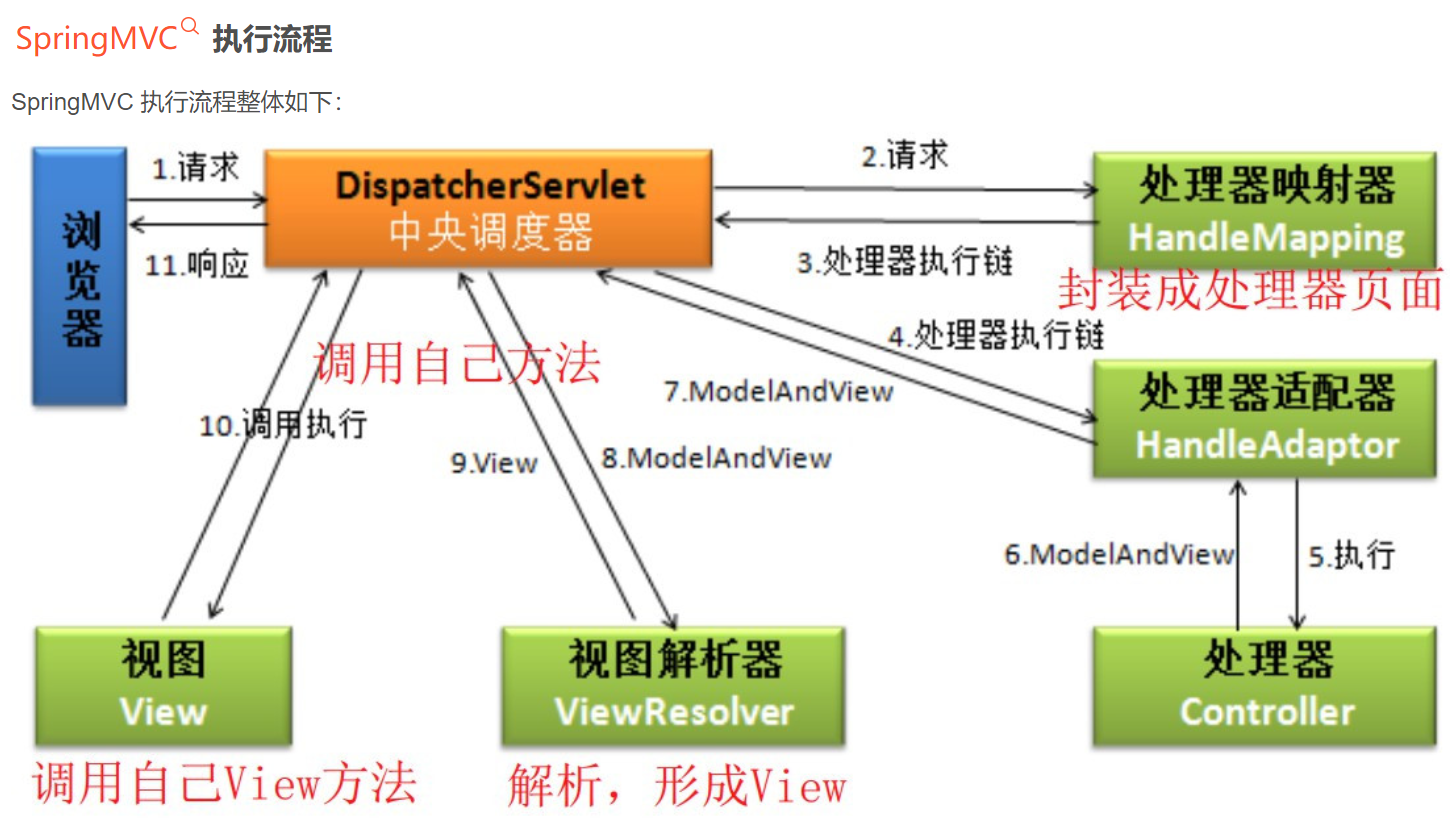 SpringMVC 执行流程
SpringMVC 执行流程整体如下：
浏览器
1.请求
11.响应
DispatcherServlet
中央调度器
2.请求
3.处理器执行链
处理器映射器
HandleMapping
封装成处理器页面
4.处理器执行链
调用自己方法
7.ModelAndView
处理器适配器
HandleAdaptor
10.调用执行
9.View
8.ModelAndView
6.ModelAndView
5.执行
视图
View
视图解析器
ViewResolver
处理器
Controller
调用自己View方法
解析，形成View